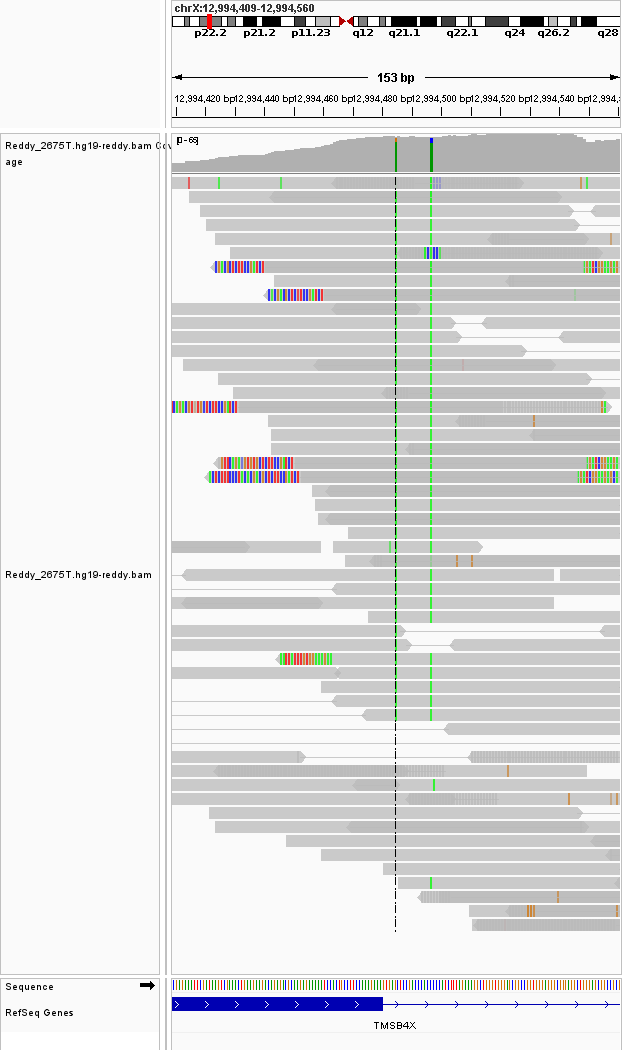 chrX:12,994,409-12,994,560
p22.2 p21.2 p11.23 q12 q21.1 q22.1 q24 q26.2 q28
153 bp
12,994,420 bp 12,994,440 bp 12,994,460 bp 12,994,480 bp 12,994,500 bp 12,994,520 bp 12,994,540 bp
Reddy_2675T.hg19-reddy.bam Cov
age
Reddy_2675T.hg19-reddy.bam
Sequence
RefSeq Genes
TMSB4X